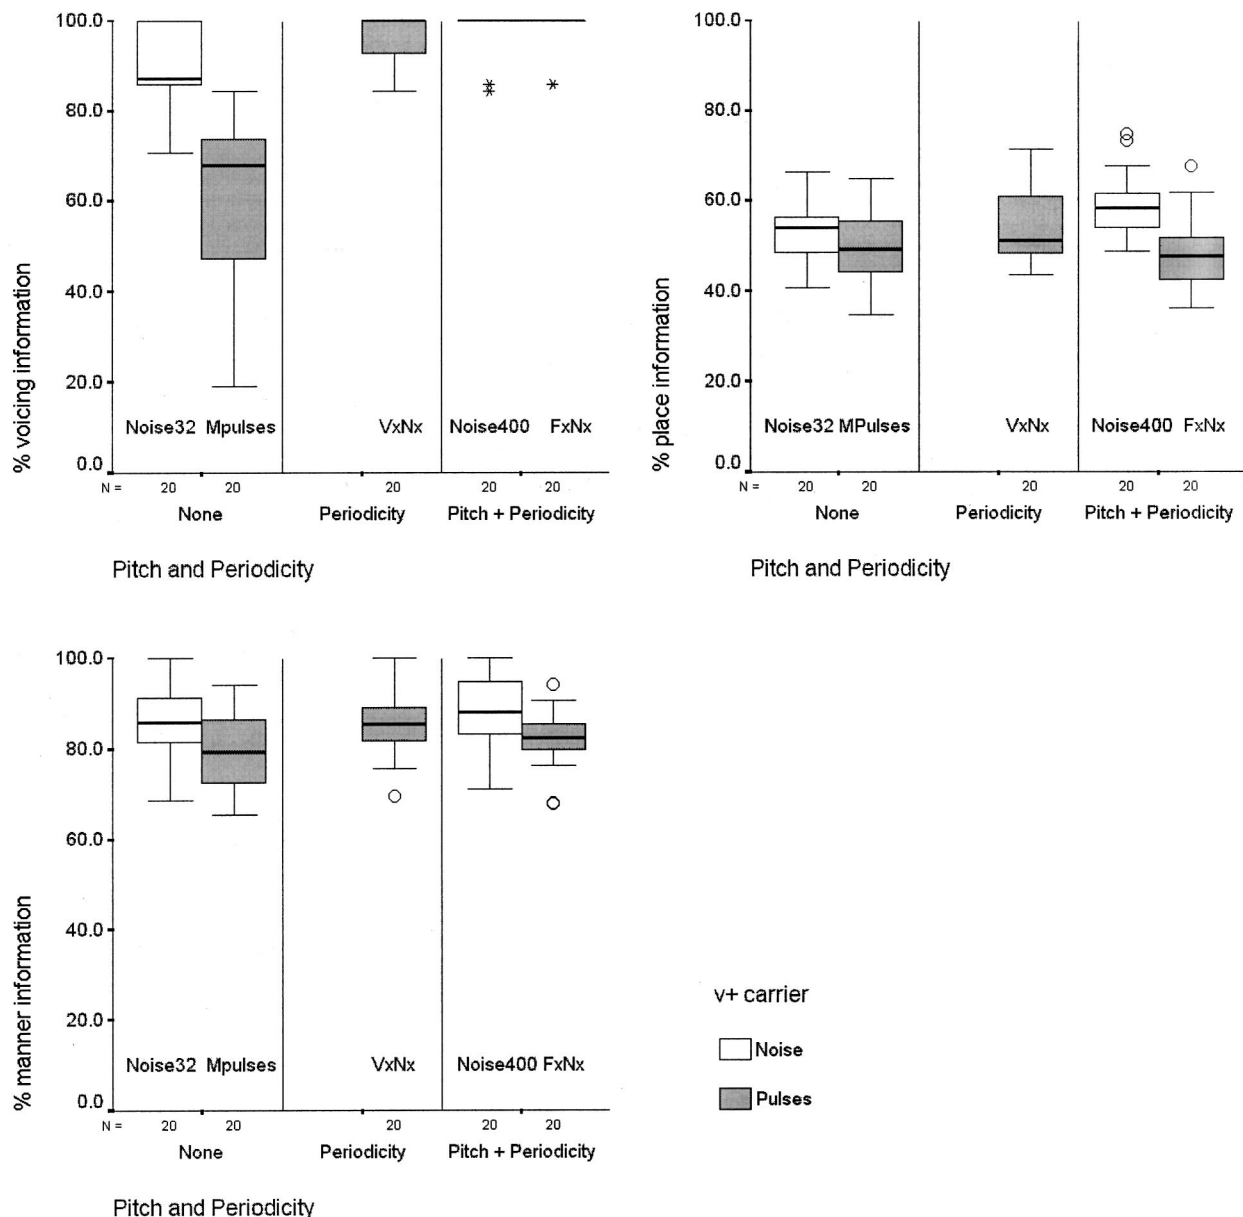 % voicing information
100.0
80.0
60.0
40.0
20.0
0.0
Noise32 Mpulses VxNx Noise400 FxNx
N = 20 20 20 20 20
None Periodicity Pitch + Periodicity
Pitch and Periodicity
% place information
100.0
80.0
60.0
40.0
20.0
0.0
Noise32 MPulses VxNx Noise400 FxNx
N = 20 20 20 20 20
None Periodicity Pitch + Periodicity
Pitch and Periodicity
% manner information
100.0
80.0
60.0
40.0
20.0
0.0
Noise32 Mpulses VxNx Noise400 FxNx
N = 20 20 20 20 20
None Periodicity Pitch + Periodicity
Pitch and Periodicity
v+ carrier
Noise
Pulses